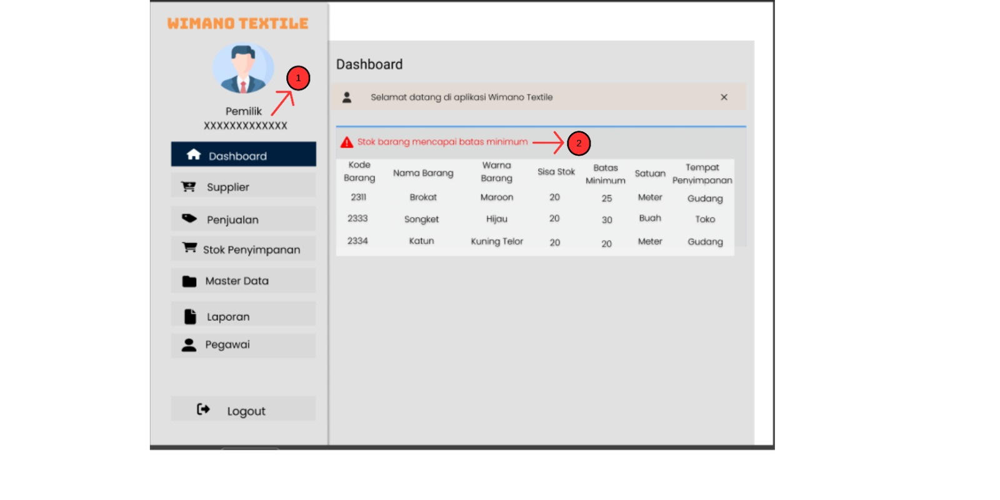 WIMANO TEXTILE
1
Pemilik
XXXXXXXXXXXXX
Dashboard
Supplier
Penjualan
Stok Penyimpanan
Master Data
Laporan
Pegawai
Logout
Dashboard
Selamat datang di aplikasi Wimano Textile
Stok barang mencapai batas minimum
2
Kode Barang Nama Barang Warna Barang Sisa Stok Batas Minimum Satuan Tempat Penyimpanan
2311 Brokat Maroon 20 25 Meter Gudang
2333 Songket Hijau 20 30 Buah Toko
2334 Katun Kuning Telor 20 20 Meter Gudang